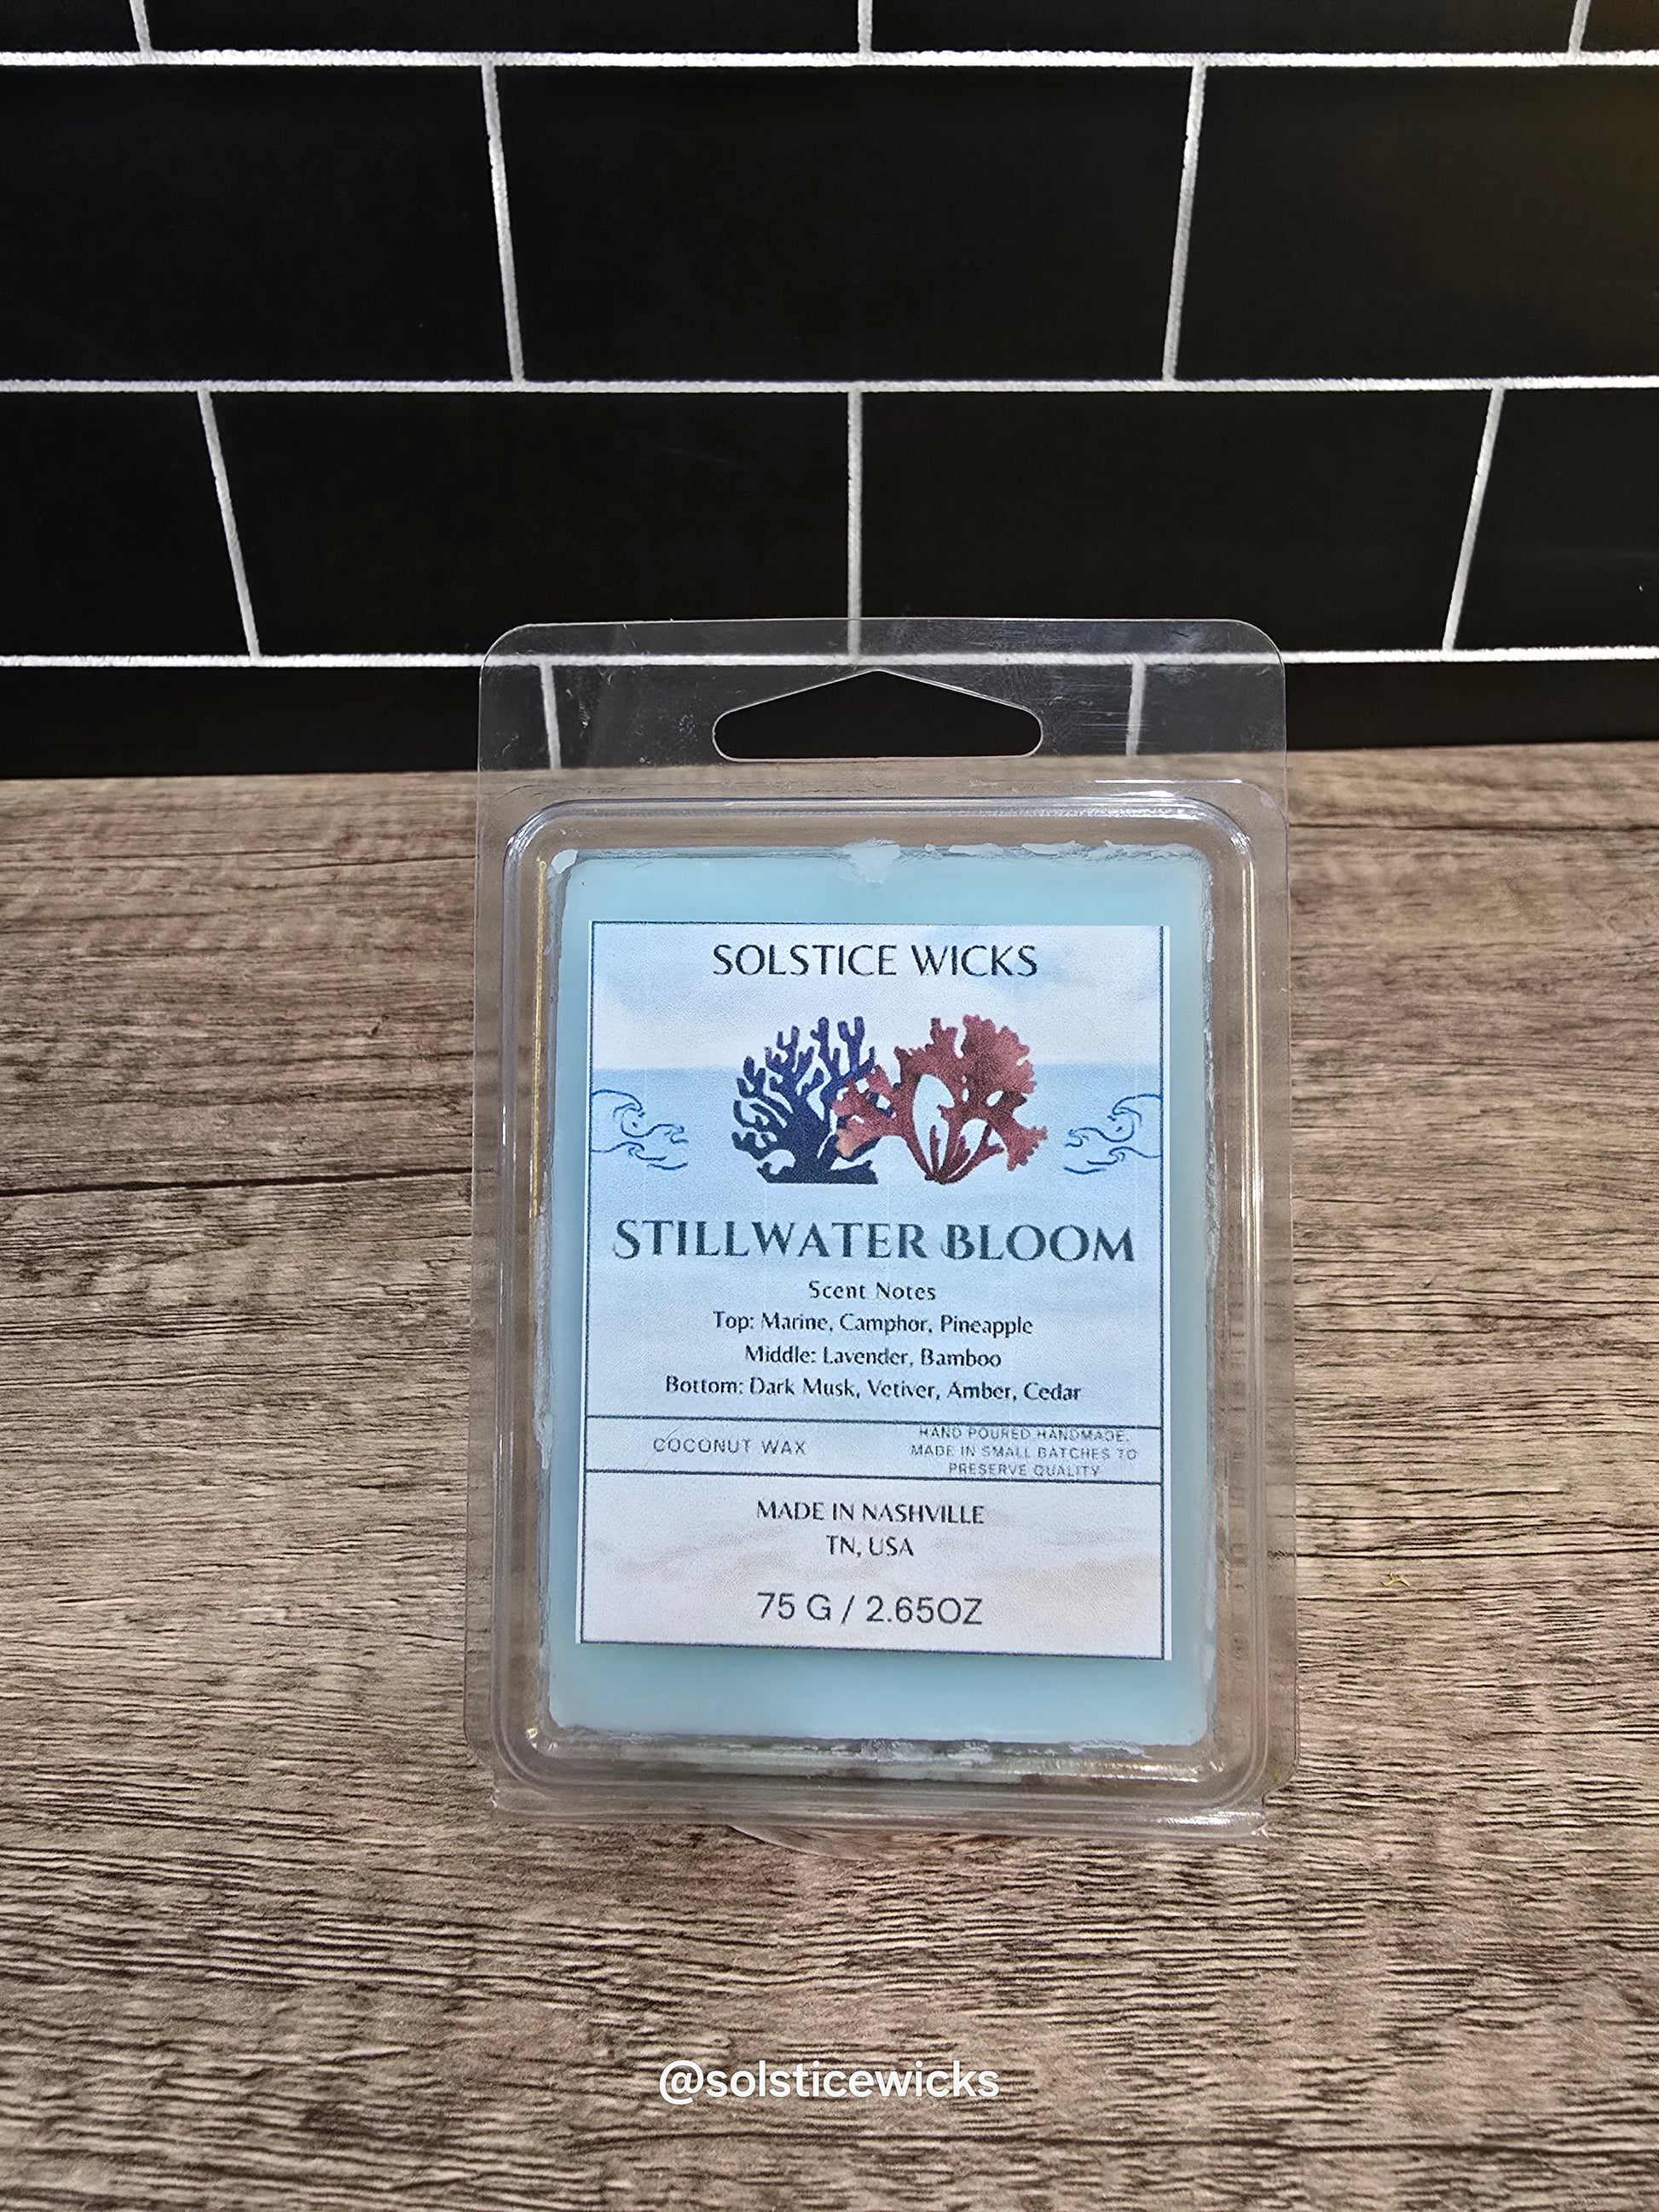 SOLSTICE WICKS
STILLWATER BLOOM
Scent Notes
Top: Marine, Camphor, Pineapple
Middle: Lavender, Bamboo
Bottom: Dark Musk, Vetiver, Amber, Cedar
COCONUT WAX
HAND POURED HANDMADE.
MADE IN SMALL BATCHES TO
PRESERVE QUALITY
MADE IN NASHVILLE
TN, USA
75 G / 2.65OZ
@solsticewicks